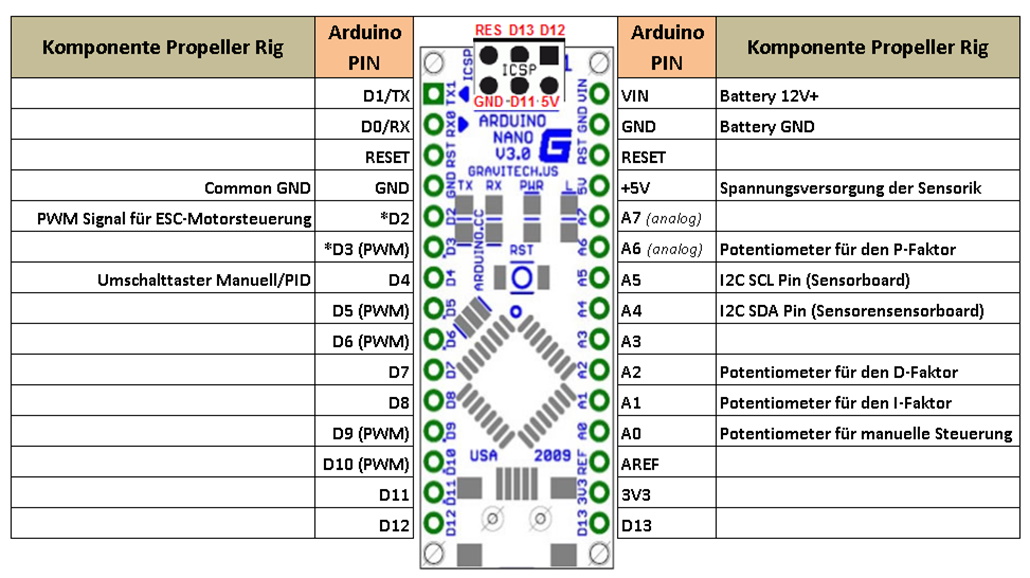 Komponente Propeller Rig
Arduino
PIN
D1/TX
D0/RX
RESET
Common GND GND
PWM Signal für ESC-Motorsteuerung *D2
*D3 (PWM)
Umschalttaster Manuell/PID D4
D5 (PWM)
D6 (PWM)
D7
D8
D9 (PWM)
D10 (PWM)
D11
D12
RES D13 D12
ICSP
ICSP
1
GND D11 5V
TX1
RX0
RST
GND
D2
D3
D4
D5
D6
D7
D8
D9
D10
D11
D12
ARDUINO
NANO
V3.0
G
GRAVITECH.US
TX RX PWR L
ARDUINO.CC
RST
USA 2009
VIN
GND
RST
5V
A7
A6
A5
A4
A3
A2
A1
A0
REF
3V3
D13
Arduino
PIN
Komponente Propeller Rig
VIN Battery 12V+
GND Battery GND
RESET
+5V Spannungsversorgung der Sensorik
A7 (analog)
A6 (analog) Potentiometer für den P-Faktor
A5 I2C SCL Pin (Sensorboard)
A4 I2C SDA Pin (Sensorensensorboard)
A3
A2 Potentiometer für den D-Faktor
A1 Potentiometer für den I-Faktor
A0 Potentiometer für manuelle Steuerung
AREF
3V3
D13